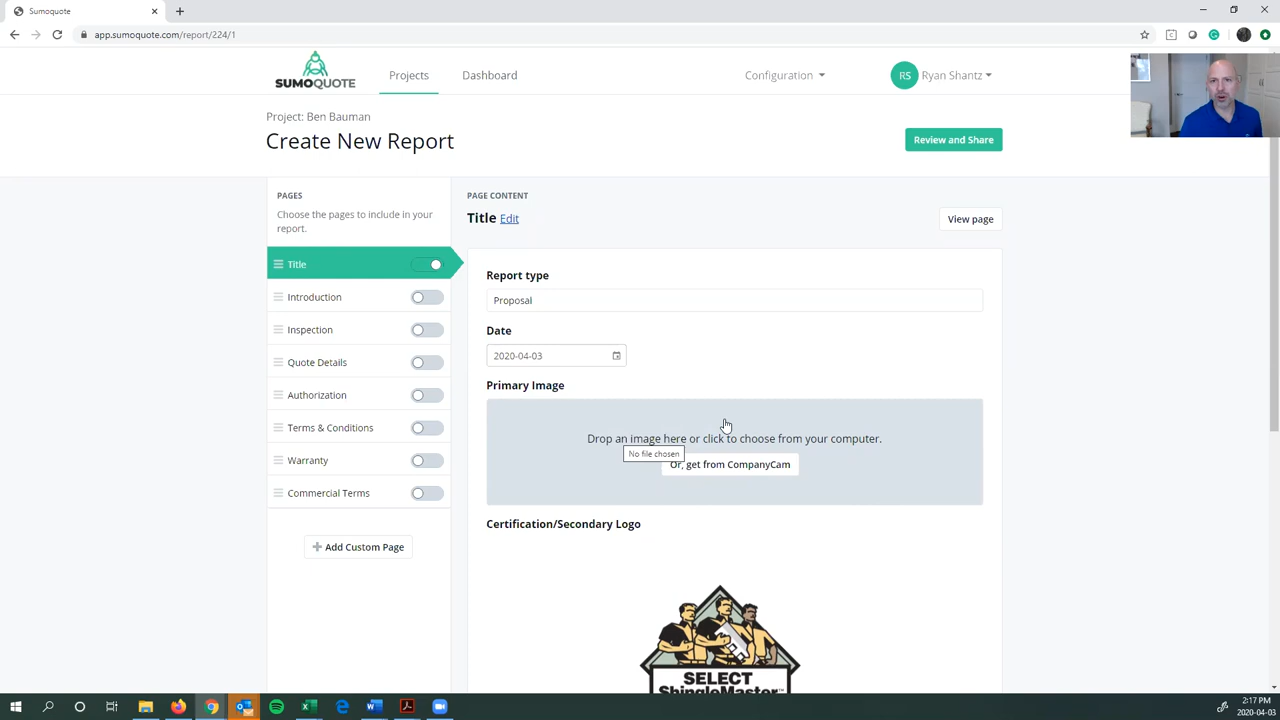 Sumoquote
app.sumoquote.com/report/224/1
SUMOQUOTE
Projects
Dashboard
Configuration
RS
Ryan Shantz
Project: Ben Bauman
Create New Report
Review and Share
PAGES
Choose the pages to include in your
report.
Title
Introduction
Inspection
Quote Details
Authorization
Terms & Conditions
Warranty
Commercial Terms
Add Custom Page
PAGE CONTENT
Title Edit
View page
Report type
Proposal
Date
2020-04-03
Primary Image
Drop an image here or click to choose from your computer.
No file chosen
Or, get from CompanyCam
Certification/Secondary Logo
SELECT
ShingleMaster™
2:17 PM
2020-04-03